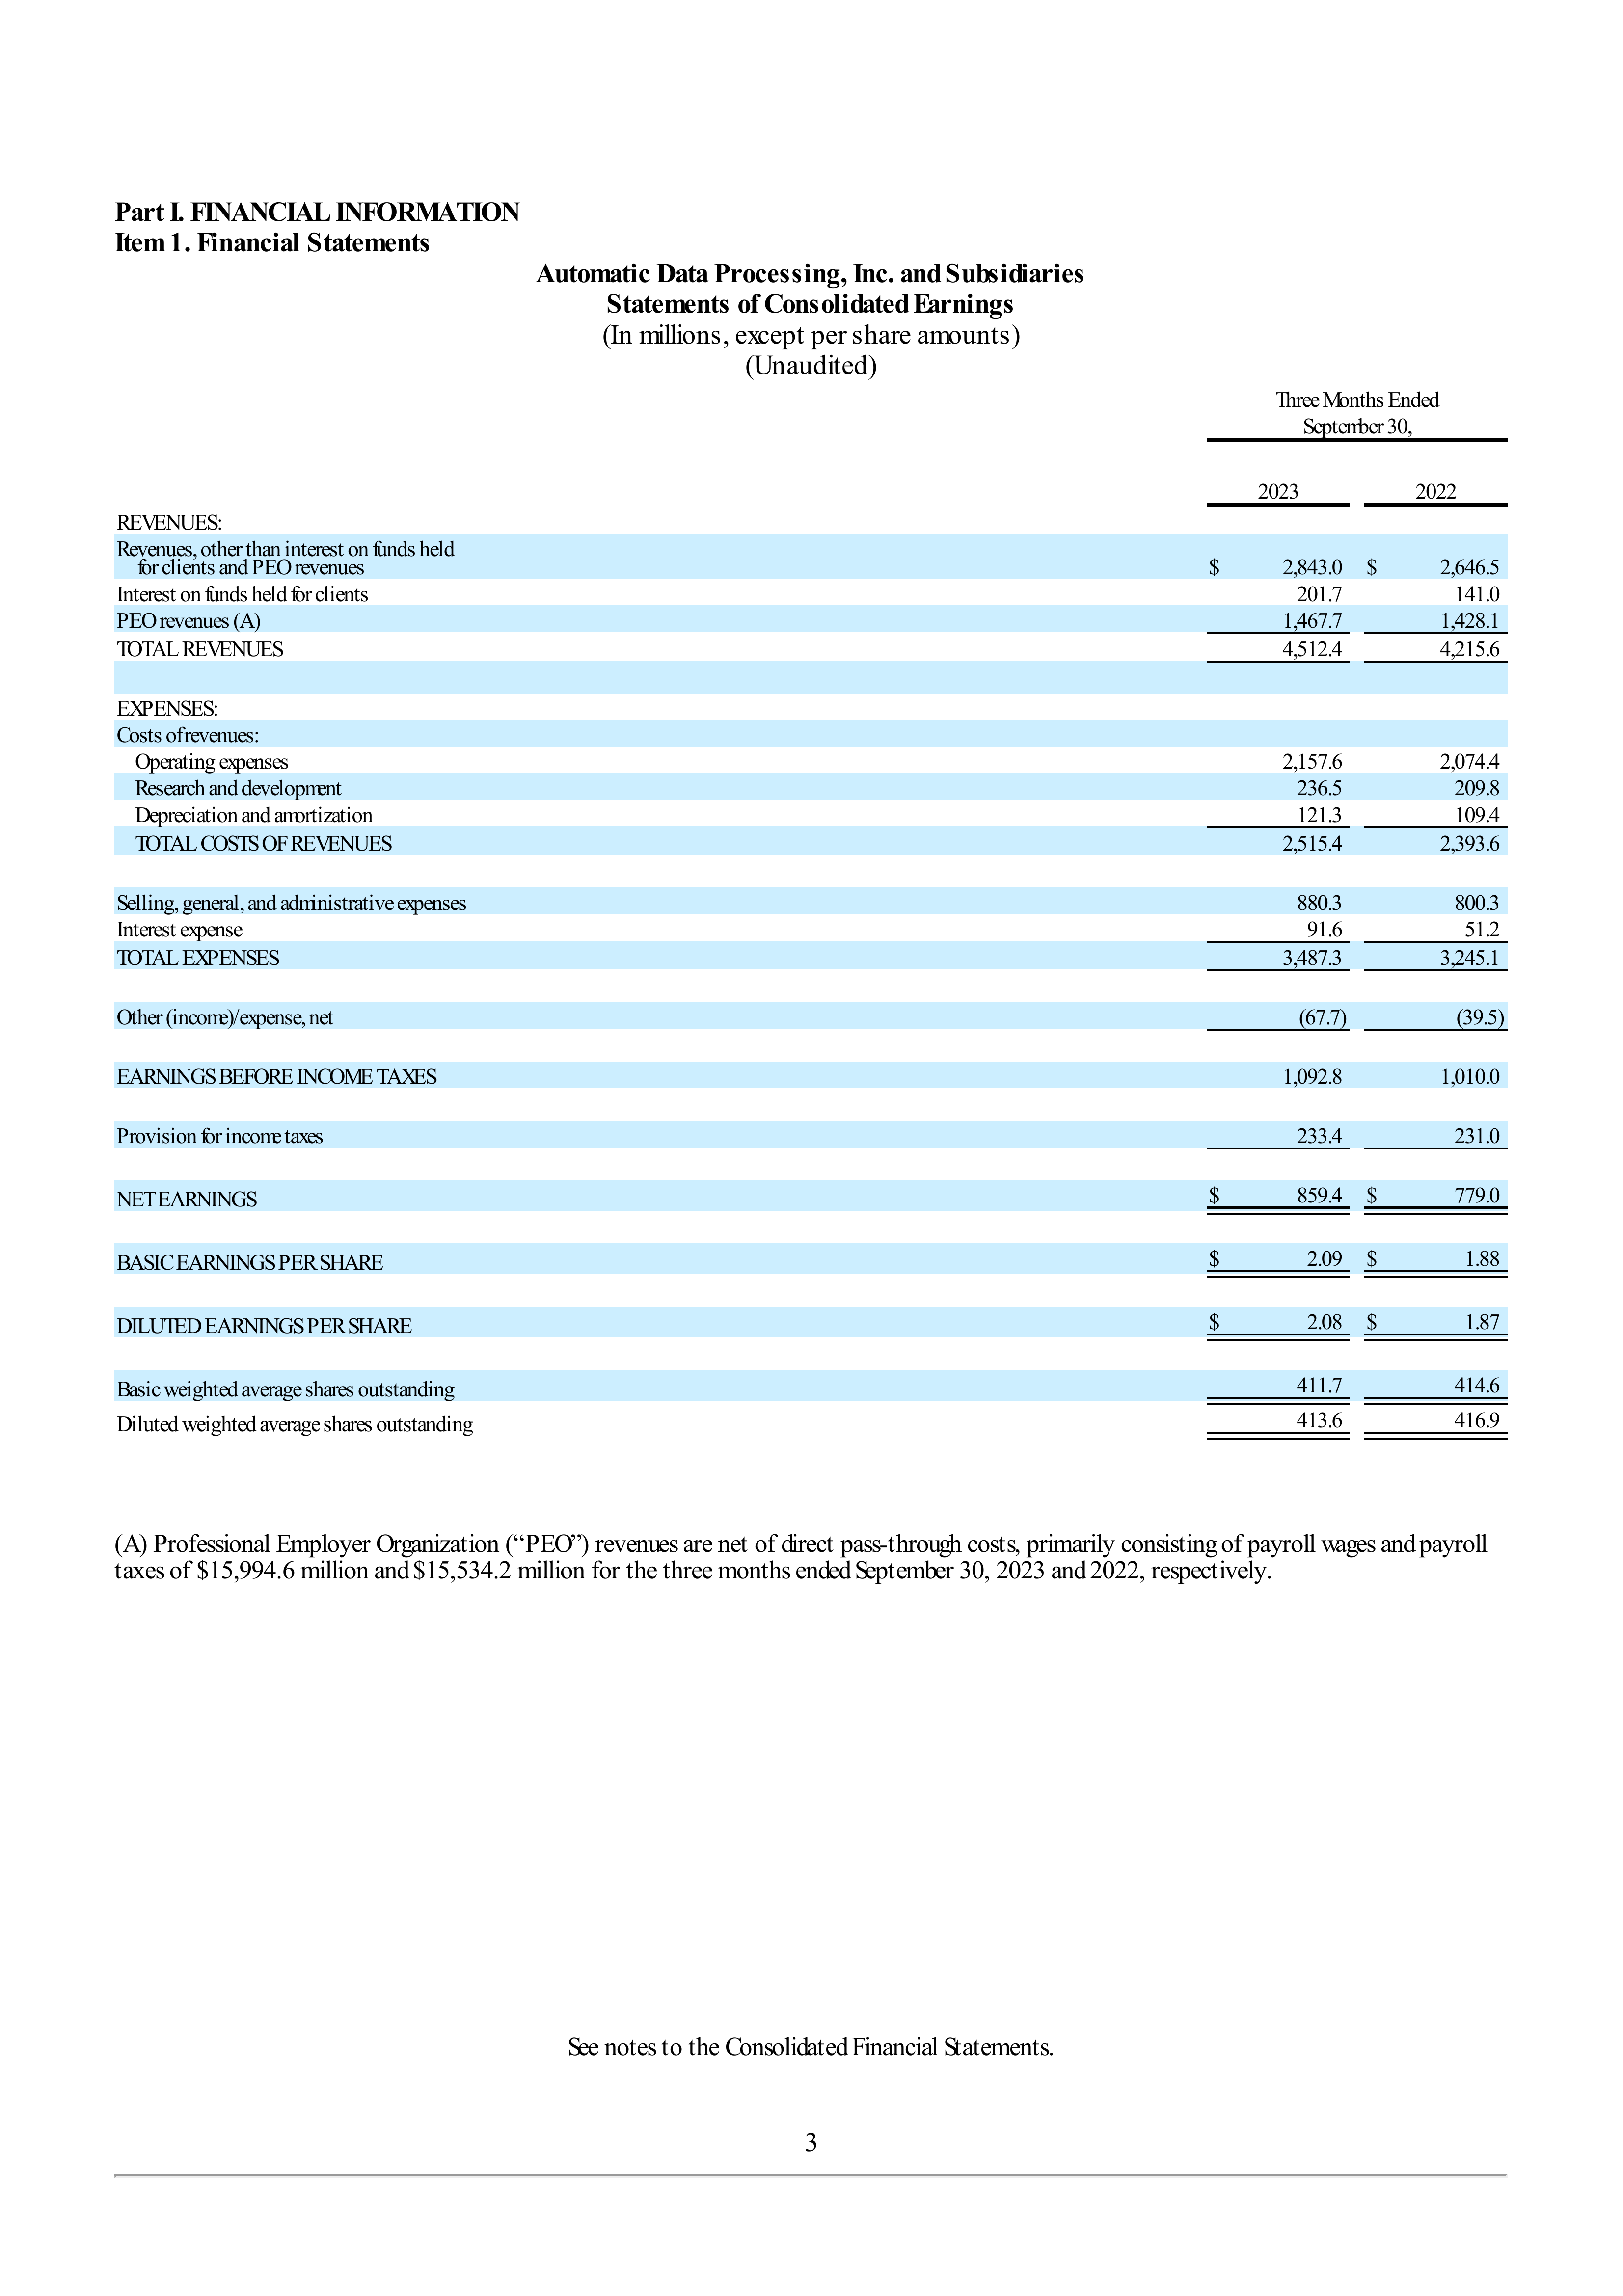 Part I. FINANCIAL INFORMATION
Item 1. Financial Statements
Automatic Data Processing, Inc. and Subsidiaries
Statements of Consolidated Earnings
(In millions, except per share amounts)
(Unaudited)
Three Months Ended
September 30,
2023 2022
REVENUES:
Revenues, other than interest on funds held
for clients and PEO revenues $ 2,843.0 $ 2,646.5
Interest on funds held for clients 201.7 141.0
PEO revenues (A) 1,467.7 1,428.1
TOTAL REVENUES 4,512.4 4,215.6
EXPENSES:
Costs of revenues:
Operating expenses 2,157.6 2,074.4
Research and development 236.5 209.8
Depreciation and amortization 121.3 109.4
TOTAL COSTS OF REVENUES 2,515.4 2,393.6
Selling, general, and administrative expenses 880.3 800.3
Interest expense 91.6 51.2
TOTAL EXPENSES 3,487.3 3,245.1
Other (income)/expense, net (67.7) (39.5)
EARNINGS BEFORE INCOME TAXES 1,092.8 1,010.0
Provision for income taxes 233.4 231.0
NET EARNINGS $ 859.4 $ 779.0
BASIC EARNINGS PER SHARE $ 2.09 $ 1.88
DILUTED EARNINGS PER SHARE $ 2.08 $ 1.87
Basic weighted average shares outstanding 411.7 414.6
Diluted weighted average shares outstanding 413.6 416.9
(A) Professional Employer Organization (“PEO”) revenues are net of direct pass-through costs, primarily consisting of payroll wages and payroll
taxes of $15,994.6 million and $15,534.2 million for the three months ended September 30, 2023 and 2022, respectively.
See notes to the Consolidated Financial Statements.
3